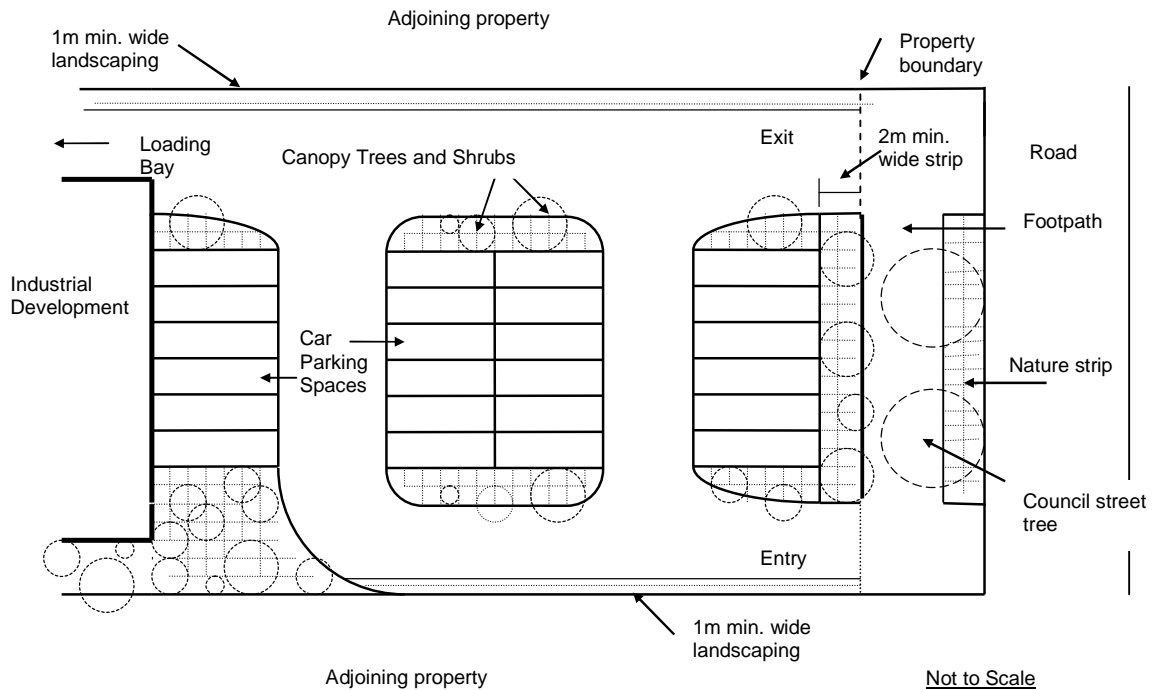 Adjoining property
1m min. wide
landscaping
Property
boundary
Loading
Bay
Canopy Trees and Shrubs
Exit
2m min.
wide strip
Road
Footpath
Industrial
Development
Car
Parking
Spaces
Nature strip
Council street
tree
Entry
1m min. wide
landscaping
Adjoining property
Not to Scale